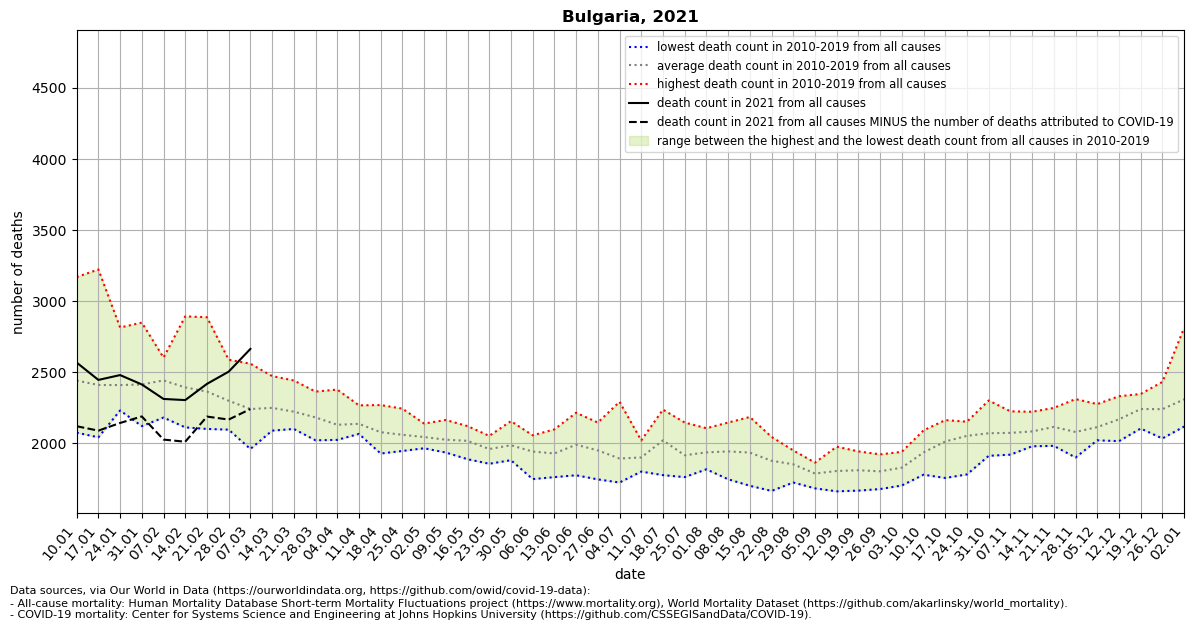 Bulgaria, 2021
lowest death count in 2010-2019 from all causes
average death count in 2010-2019 from all causes
highest death count in 2010-2019 from all causes
death count in 2021 from all causes
death count in 2021 from all causes MINUS the number of deaths attributed to COVID-19
range between the highest and the lowest death count from all causes in 2010-2019
number of deaths
4500
4000
3500
3000
2500
2000
10.01 17.01 24.01 31.01 07.02 14.02 21.02 28.02 07.03 14.03 21.03 28.03 04.04 11.04 18.04 25.04 02.05 09.05 16.05 23.05 30.05 06.06 13.06 20.06 27.06 04.07 11.07 18.07 25.07 01.08 08.08 15.08 22.08 29.08 05.09 12.09 19.09 26.09 03.10 10.10 17.10 24.10 31.10 07.11 14.11 21.11 28.11 05.12 12.12 19.12 26.12 02.01
date
Data sources, via Our World in Data (https://ourworldindata.org, https://github.com/owid/covid-19-data):
- All-cause mortality: Human Mortality Database Short-term Mortality Fluctuations project (https://www.mortality.org), World Mortality Dataset (https://github.com/akarlinsky/world_mortality).
- COVID-19 mortality: Center for Systems Science and Engineering at Johns Hopkins University (https://github.com/CSSEGISandData/COVID-19).